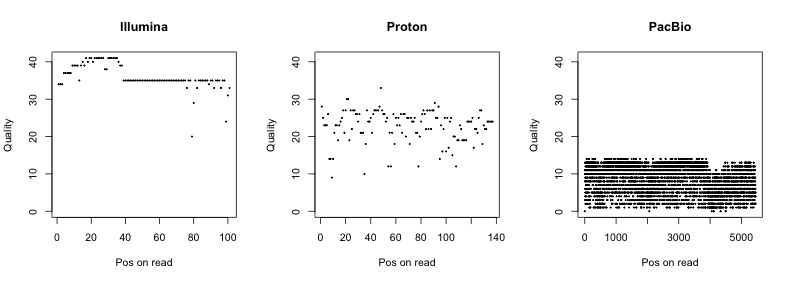 Illumina
Quality
0 10 20 30 40
0 20 40 60 80 100
Pos on read
Proton
Quality
0 10 20 30 40
0 20 40 60 80 140
Pos on read
PacBio
Quality
0 10 20 30 40
0 1000 3000 5000
Pos on read